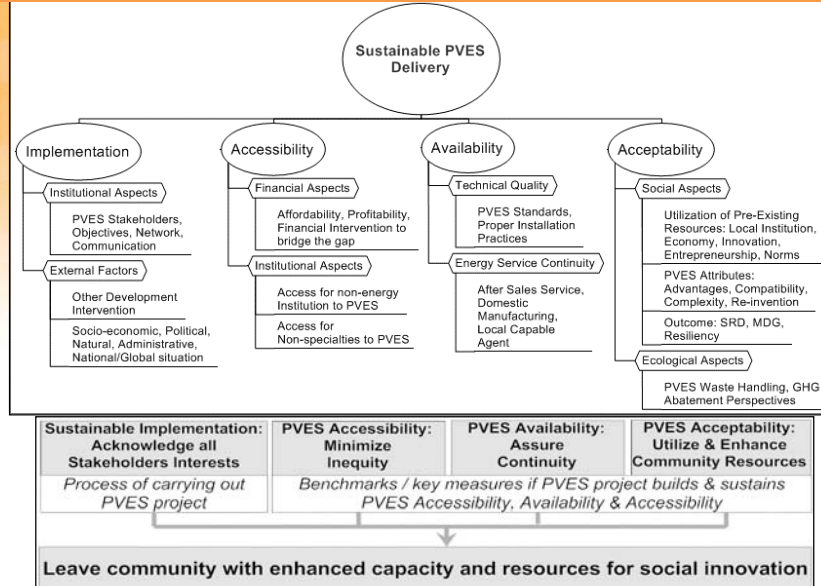 Sustainable PVES
Delivery
Implementation
Institutional Aspects
PVES Stakeholders,
Objectives, Network,
Communication
External Factors
Other Development
Intervention
Socio-economic, Political,
Natural, Administrative,
National/Global situation
Accessibility
Financial Aspects
Affordability, Profitability,
Financial Intervention to
bridge the gap
Institutional Aspects
Access for non-energy
Institution to PVES
Access for
Non-specialties to PVES
Availability
Technical Quality
PVES Standards,
Proper Installation
Practices
Energy Service Continuity
After Sales Service,
Domestic
Manufacturing,
Local Capable
Agent
Acceptability
Social Aspects
Utilization of Pre-Existing
Resources: Local Institution,
Economy, Innovation,
Entrepreneurship, Norms
PVES Attributes:
Advantages, Compatibility,
Complexity, Re-invention
Outcome: SRD, MDG,
Resiliency
Ecological Aspects
PVES Waste Handling, GHG
Abatement Perspectives
Sustainable Implementation:
Acknowledge all
Stakeholders Interests
PVES Accessibility:
Minimize
Inequity
PVES Availability:
Assure
Continuity
PVES Acceptability:
Utilize & Enhance
Community Resources
Process of carrying out
PVES project
Benchmarks / key measures if PVES project builds & sustains
PVES Accessibility, Availability & Accessibility
Leave community with enhanced capacity and resources for social innovation